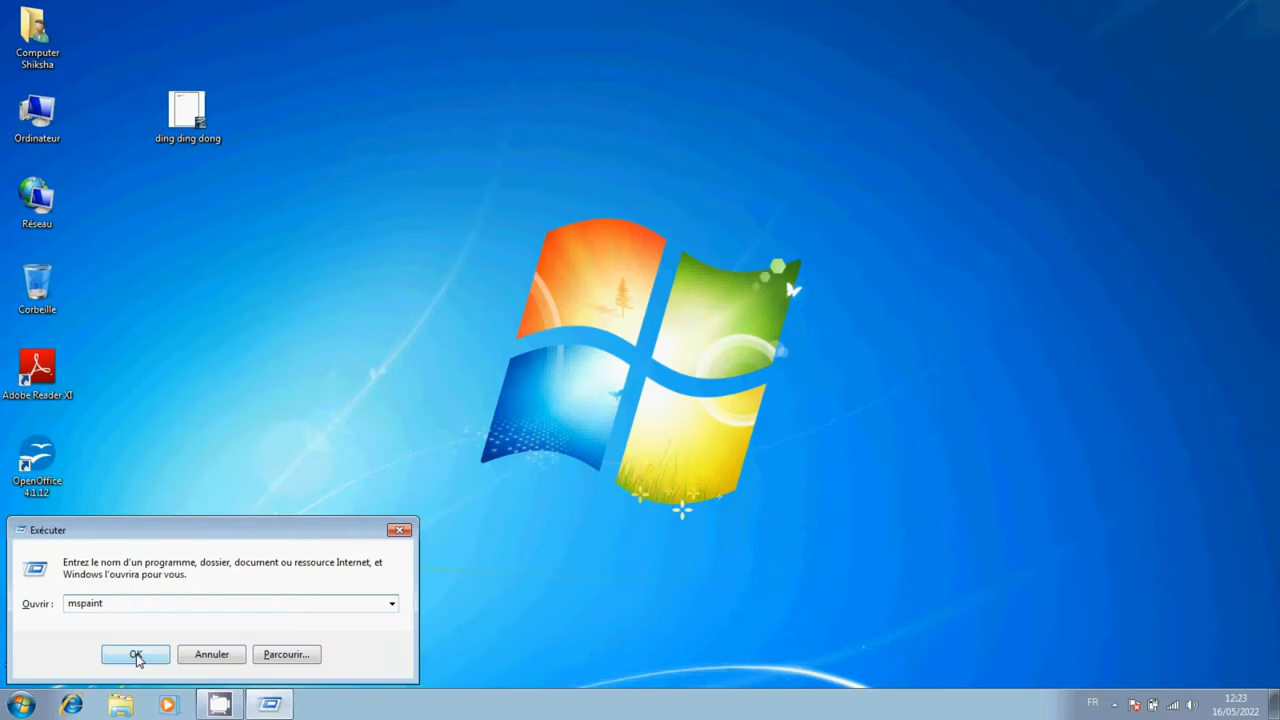 Computer
Shiksha
ding ding dong
Ordinateur
Réseau
Corbeille
Adobe Reader XI
OpenOffice
4.1.12
Exécuter
Entrez le nom d'un programme, dossier, document ou ressource Internet, et
Windows l'ouvrira pour vous.
Ouvrir : mspaint
OK Annuler Parcourir...
FR 12:23
16/05/2022